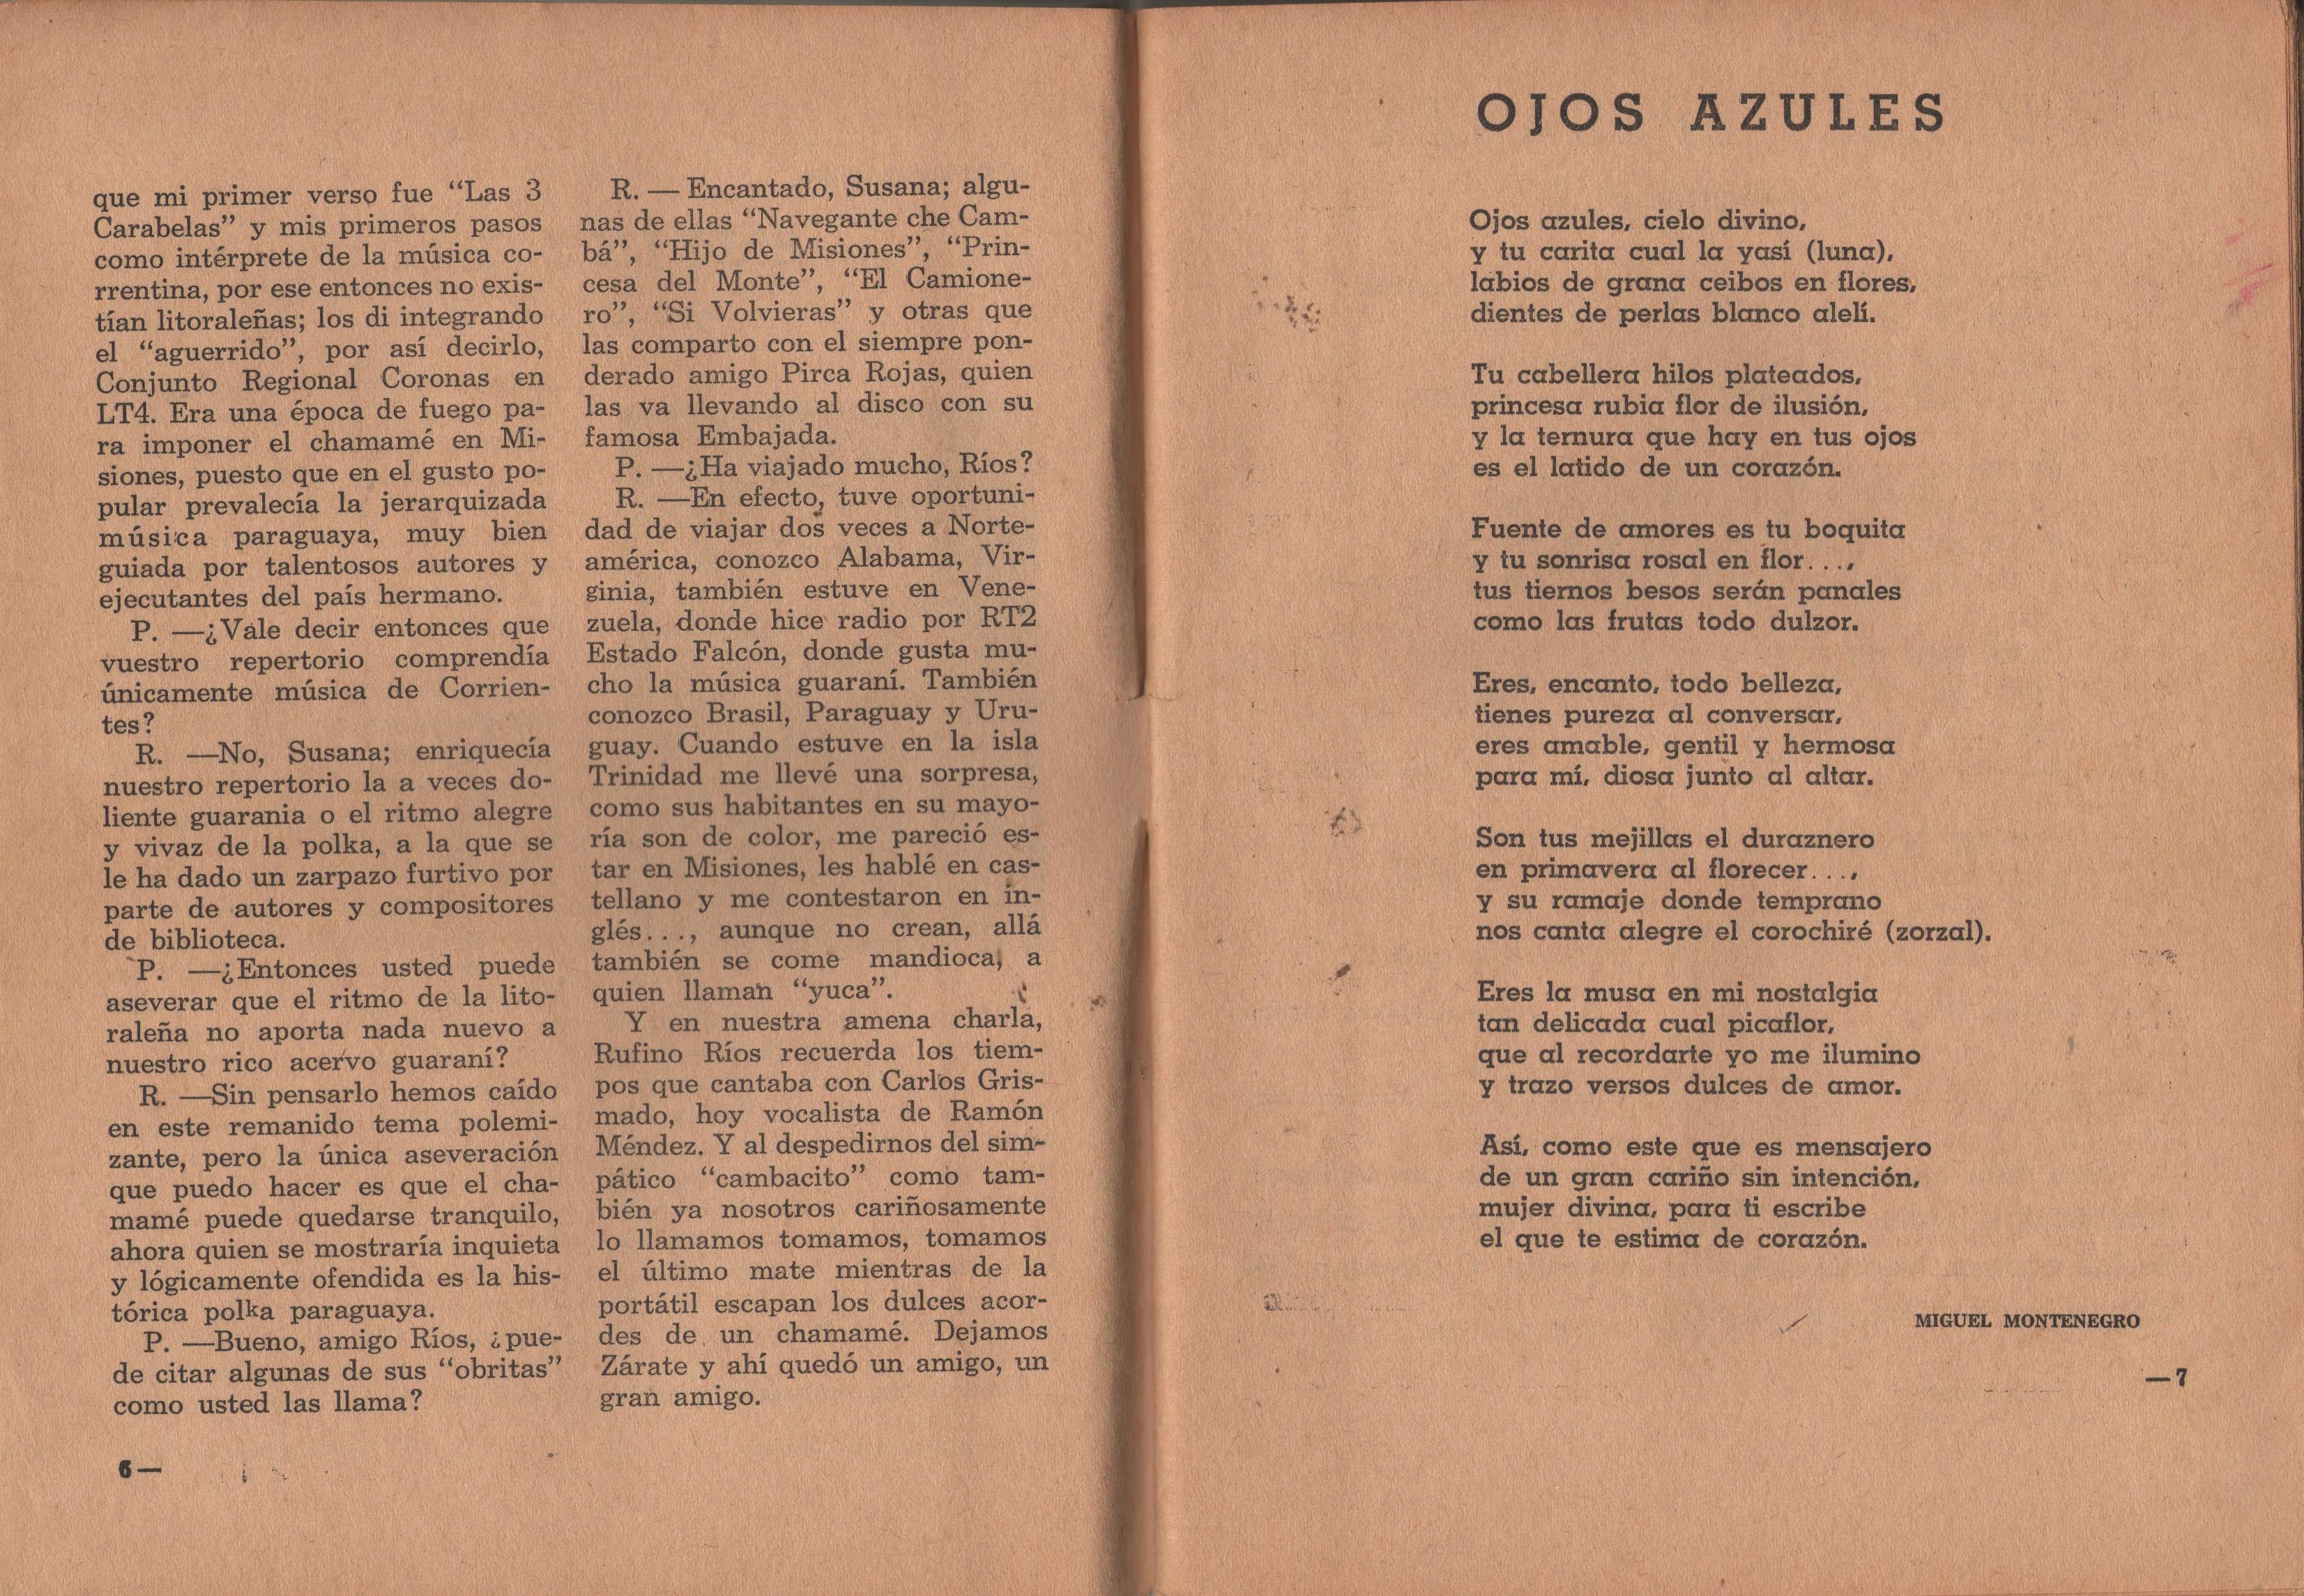 que mi primer verso fue “Las 3
Carabelas” y mis primeros pasos
como intérprete de la música co-
rrentina, por ese entonces no exis-
tían litoraleñas; los di integrando
el “aguerrido”, por así decirlo,
Conjunto Regional Coronas en
LT4. Era una época de fuego pa-
ra imponer el chamamé en Mi-
siones, puesto que en el gusto po-
pular prevalecía la jerarquizada
música paraguaya, muy bien
guiada por talentosos autores y
ejecutantes del país hermano.
P. —¿Vale decir entonces que
vuestro repertorio comprendía
únicamente música de Corrien-
tes?
R. —No, Susana; enriquecía
nuestro repertorio la a veces do-
liente guarania o el ritmo alegre
y vivaz de la polka, a la que se
le ha dado un zarpazo furtivo por
parte de autores y compositores
de biblioteca.
P. —¿Entonces usted puede
aseverar que el ritmo de la lito-
raleña no aporta nada nuevo a
nuestro rico acervo guaraní?
R. —Sin pensarlo hemos caído
en este remanido tema polemi-
zante, pero la única aseveración
que puedo hacer es que el cha-
mamé puede quedarse tranquilo,
ahora quien se mostraría inquieta
y lógicamente ofendida es la his-
tórica polka paraguaya.
P. —Bueno, amigo Ríos, ¿pue-
de citar algunas de sus “obritas”
como usted las llama?
6 —
R. — Encantado, Susana; algu-
nas de ellas “Navegante che Cam-
bá”, “Hijo de Misiones”, “Prin-
cesa del Monte”, “El Camione-
ro”, “Si Volvieras” y otras que
las comparto con el siempre pon-
derado amigo Pirca Rojas, quien
las va llevando al disco con su
famosa Embajada.
P. —¿Ha viajado mucho, Ríos?
R. —En efecto, tuve oportuni-
dad de viajar dos veces a Norte-
américa, conozco Alabama, Vir-
ginia, también estuve en Vene-
zuela, donde hice radio por RT2
Estado Falcón, donde gusta mu-
cho la música guaraní. También
conozco Brasil, Paraguay y Uru-
guay. Cuando estuve en la isla
Trinidad me llevé una sorpresa,
como sus habitantes en su mayo-
ría son de color, me pareció es-
tar en Misiones, les hablé en cas-
tellano y me contestaron en in-
glés..., aunque no crean, allá
también se come mandioca, a
quien llaman “yuca”.
Y en nuestra amena charla,
Rufino Ríos recuerda los tiem-
pos que cantaba con Carlos Gris-
mado, hoy vocalista de Ramón
Méndez. Y al despedirnos del sim-
pático “cambacito” como tam-
bién ya nosotros cariñosamente
lo llamamos tomamos, tomamos
el último mate mientras de la
portátil escapan los dulces acor-
des de un chamamé. Dejamos
Zárate y ahí quedó un amigo, un
gran amigo.
OJOS AZULES
Ojos azules, cielo divino,
y tu carita cual la yasí (luna),
labios de grana ceibos en flores,
dientes de perlas blanco alelí.
Tu cabellera hilos plateados,
princesa rubia flor de ilusión,
y la ternura que hay en tus ojos
es el latido de un corazón.
Fuente de amores es tu boquita
y tu sonrisa rosal en flor...,
tus tiernos besos serán panales
como las frutas todo dulzor.
Eres, encanto, todo belleza,
tienes pureza al conversar,
eres amable, gentil y hermosa
para mí, diosa junto al altar.
Son tus mejillas el duraznero
en primavera al florecer...,
y su ramaje donde temprano
nos canta alegre el corochiré (zorzal).
Eres la musa en mi nostalgia
tan delicada cual picaflor,
que al recordarte yo me ilumino
y trazo versos dulces de amor.
Así, como este que es mensajero
de un gran cariño sin intención,
mujer divina, para ti escribe
el que te estima de corazón.
MIGUEL MONTENEGRO
— 7